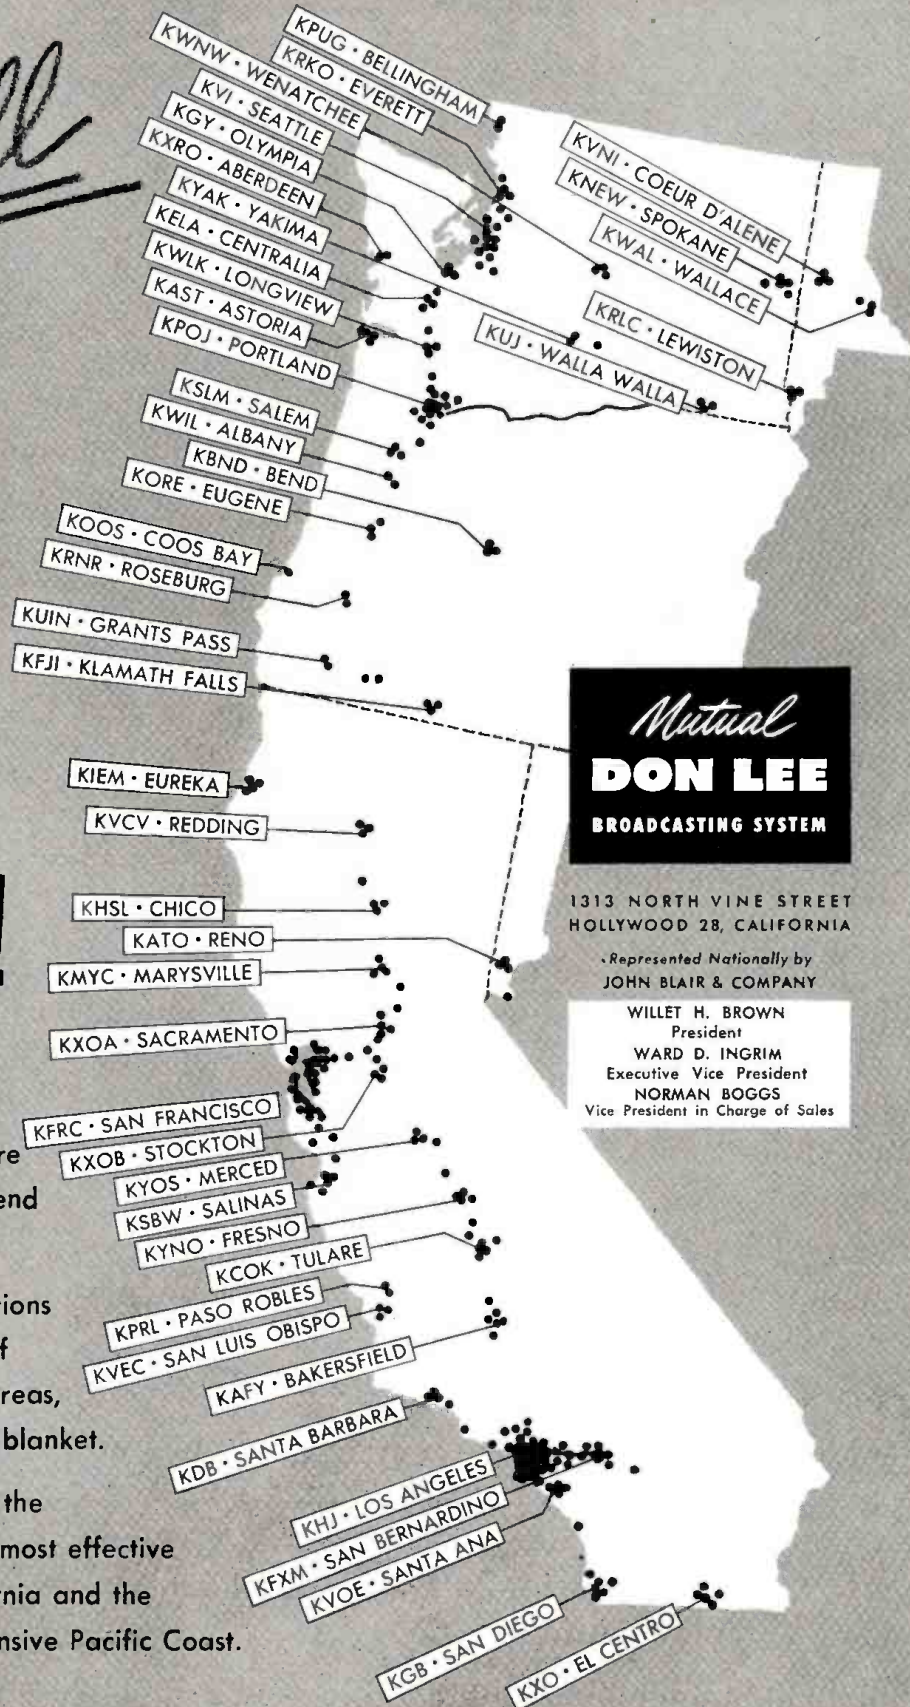 ll
KPUG · BELLINGHAM
KRKO · EVERETT
KWNW · WENATCHEE
KVI · SEATTLE
KGY · OLYMPIA
KXRO · ABERDEEN
KYAK · YAKIMA
KELA · CENTRALIA
KWLK · LONGVIEW
KAST · ASTORIA
KPOJ · PORTLAND
KVNI · COEUR D'ALENE
KNEW · SPOKANE
KWAL · WALLACE
KRLC · LEWISTON
KUJ · WALLA WALLA
KSLM · SALEM
KWIL · ALBANY
KBND · BEND
KORE · EUGENE
KOOS · COOS BAY
KRNR · ROSEBURG
KUIN · GRANTS PASS
KFJI · KLAMATH FALLS
KIEM · EUREKA
KVCV · REDDING
KHSL · CHICO
KATO · RENO
KMYC · MARYSVILLE
KXOA · SACRAMENTO
KFRC · SAN FRANCISCO
KXOB · STOCKTON
KYOS · MERCED
KSBW · SALINAS
KYNO · FRESNO
KCOK · TULARE
KPRL · PASO ROBLES
KVEC · SAN LUIS OBISPO
KAFY · BAKERSFIELD
KDB · SANTA BARBARA
KHJ · LOS ANGELES
KFXM · SAN BERNARDINO
KVOE · SANTA ANA
KGB · SAN DIEGO
KXO · EL CENTRO
Mutual
DON LEE
BROADCASTING SYSTEM
1313 NORTH VINE STREET
HOLLYWOOD 28, CALIFORNIA
Represented Nationally by
JOHN BLAIR & COMPANY
WILLET H. BROWN
President
WARD D. INGRIM
Executive Vice President
NORMAN BOGGS
Vice President in Charge of Sales
re
end
tions
f
reas,
blanket.
the
most effective
rnia and the
nsive Pacific Coast.